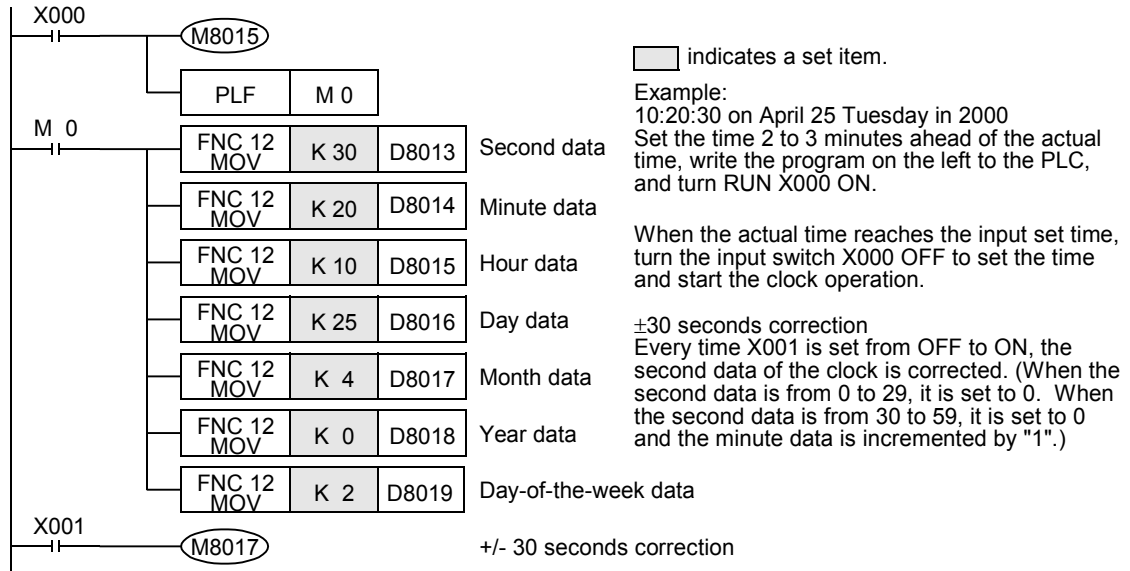 X000
M8015
PLF M 0
M 0
FNC 12
MOV K 30 D8013 Second data
FNC 12
MOV K 20 D8014 Minute data
FNC 12
MOV K 10 D8015 Hour data
FNC 12
MOV K 25 D8016 Day data
FNC 12
MOV K 4 D8017 Month data
FNC 12
MOV K 0 D8018 Year data
FNC 12
MOV K 2 D8019 Day-of-the-week data
X001
M8017 +/- 30 seconds correction
indicates a set item.
Example:
10:20:30 on April 25 Tuesday in 2000
Set the time 2 to 3 minutes ahead of the actual
time, write the program on the left to the PLC,
and turn RUN X000 ON.
When the actual time reaches the input set time,
turn the input switch X000 OFF to set the time
and start the clock operation.
±30 seconds correction
Every time X001 is set from OFF to ON, the
second data of the clock is corrected. (When the
second data is from 0 to 29, it is set to 0. When
the second data is from 30 to 59, it is set to 0
and the minute data is incremented by "1".)